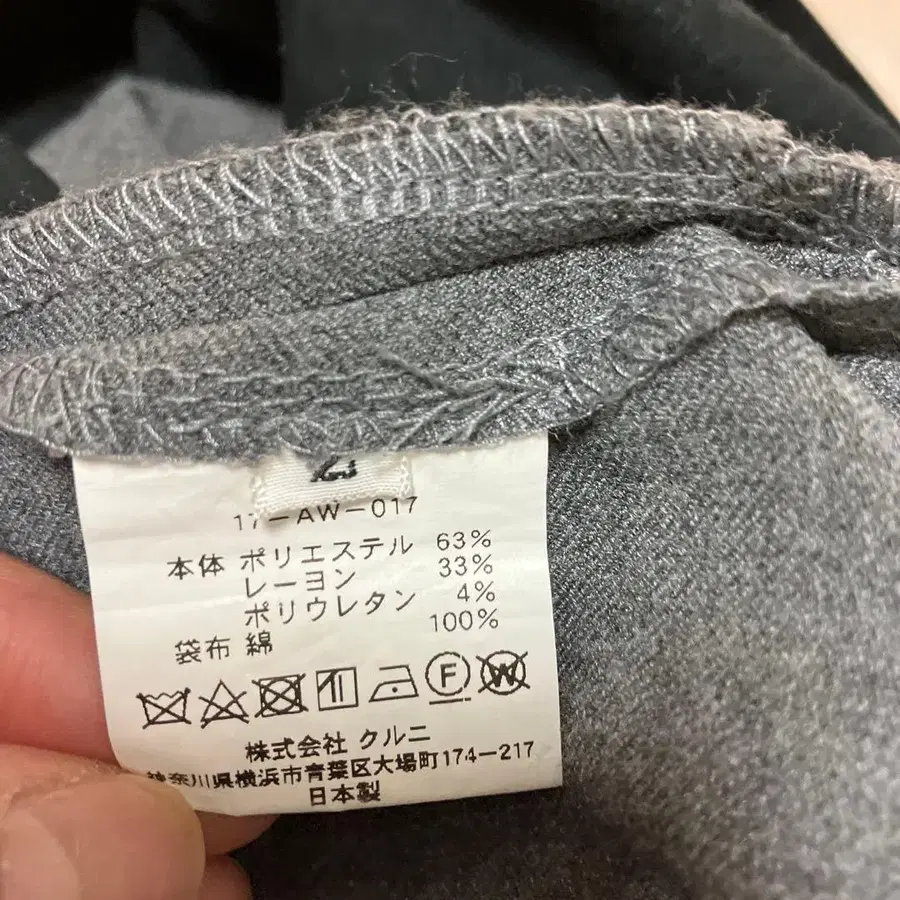 2
17-AW-017
本体 ポリエステル 63%
レーヨン 33%
ポリウレタン 4%
袋布 綿 100%
F W
株式会社 クルニ
神奈川県横浜市青葉区大場町174-217
日本製